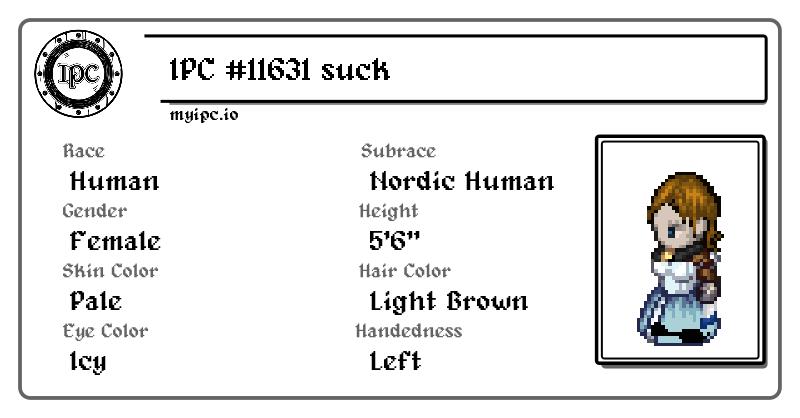 IPC
IPC #11631 suck
myipc.io
Race
Human
Subrace
Nordic Human
Gender
Female
Height
5'6"
Skin Color
Pale
Hair Color
Light Brown
Eye Color
Icy
Handedness
Left